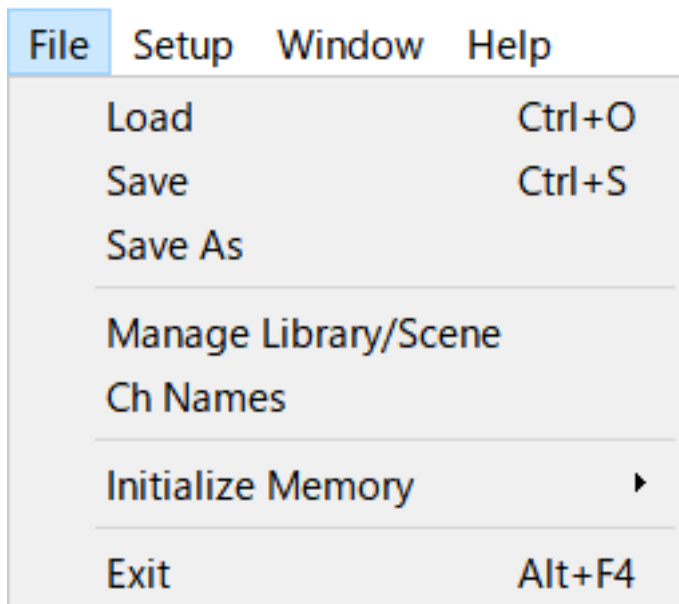 File Setup Window Help
Load Ctrl+O
Save Ctrl+S
Save As
Manage Library/Scene
Ch Names
Initialize Memory
Exit Alt+F4